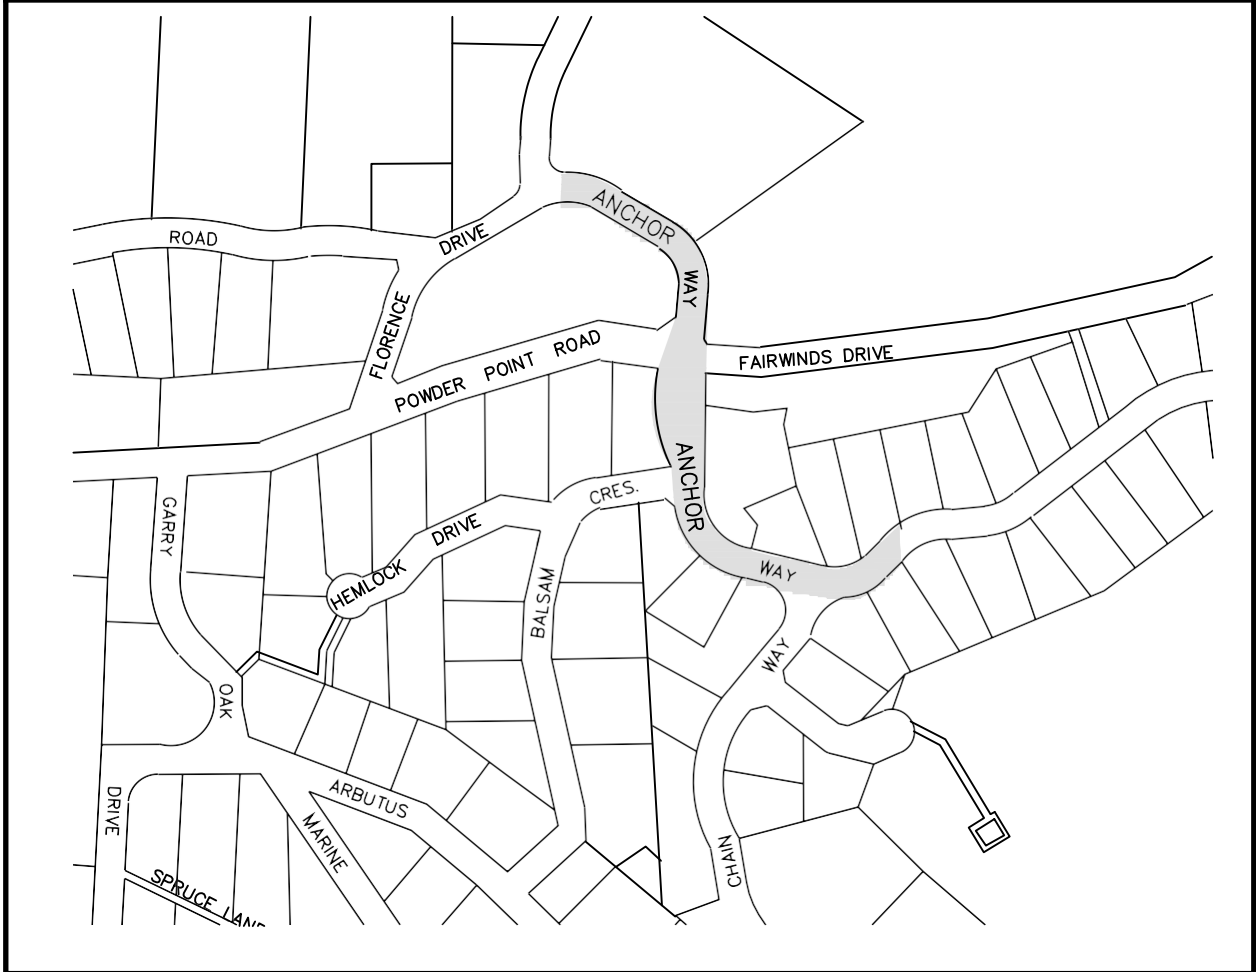 ANCHOR
WAY
ROAD
DRIVE
FLORENCE
POWDER POINT ROAD
FAIRWINDS DRIVE
ANCHOR
WAY
CRES.
GARRY
DRIVE
HEMLOCK
BALSAM
WAY
OAK
ARBUTUS
MARINE
DRIVE
CHAIN
SPRUCE LANE